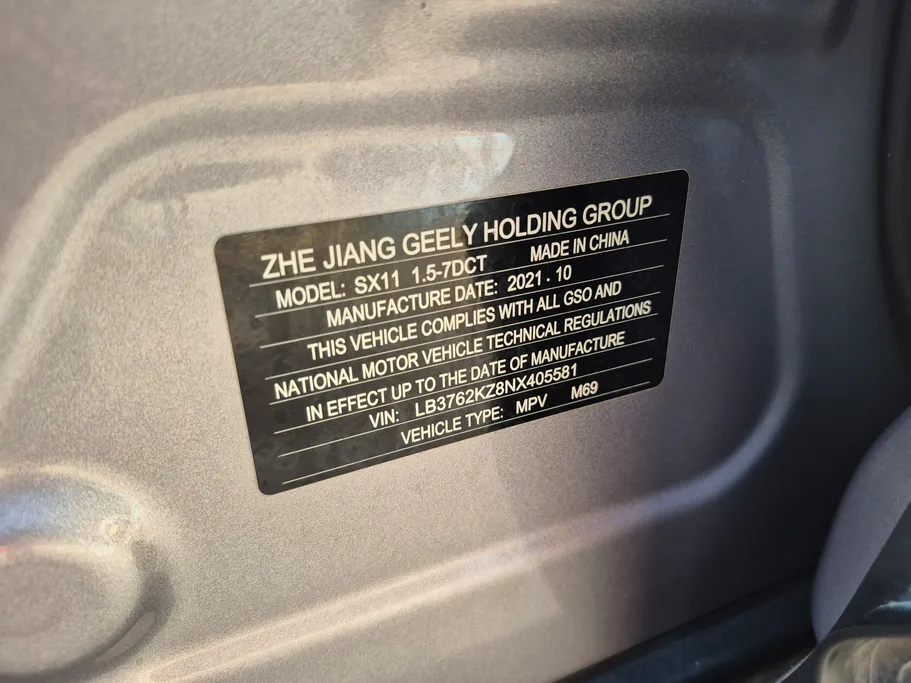 ZHE JIANG GEELY HOLDING GROUP
MODEL: SX11 1.5-7DCT MADE IN CHINA
MANUFACTURE DATE: 2021 · 10
THIS VEHICLE COMPLIES WITH ALL GSO AND
NATIONAL MOTOR VEHICLE TECHNICAL REGULATIONS
IN EFFECT UP TO THE DATE OF MANUFACTURE
VIN: LB3762KZ8NX405581
VEHICLE TYPE: MPV M69